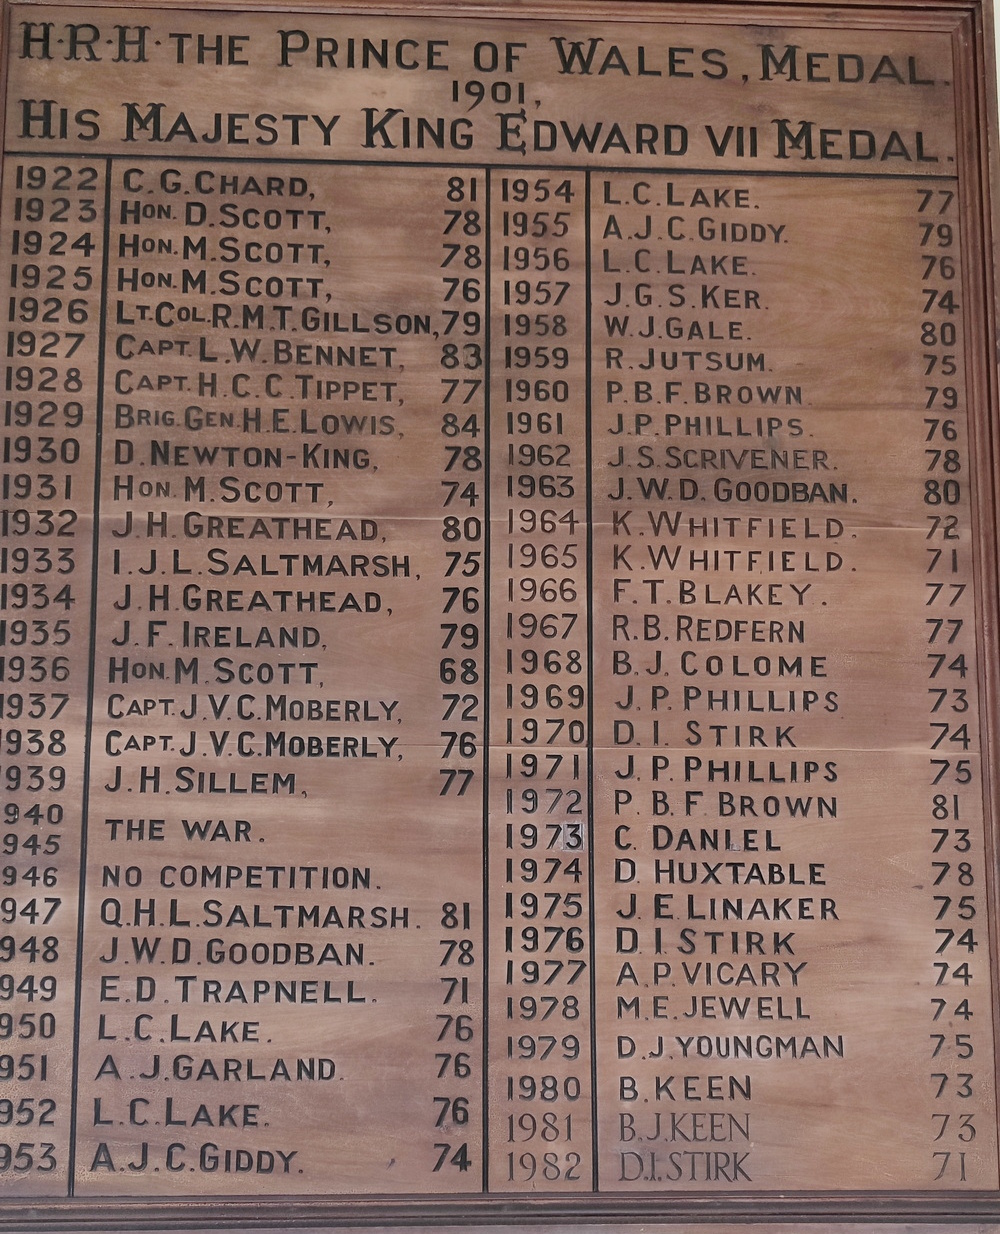 H·R·H· THE PRINCE OF WALES, MEDAL.
1901,
HIS MAJESTY KING EDWARD VII MEDAL.
1922 C.G.CHARD, 81
1923 HON. D.SCOTT, 78
1924 HON.M.SCOTT, 78
1925 HON.M.SCOTT, 76
1926 LT.COL.R.M.T.GILLSON, 79
1927 CAPT.L.W.BENNET, 83
1928 CAPT.H.C.C.TIPPET, 77
1929 BRIG.GEN.H.E.LOWIS, 84
1930 D.NEWTON-KING, 78
1931 HON.M.SCOTT, 74
1932 J.H.GREATHEAD, 80
1933 I.J.L.SALTMARSH, 75
1934 J.H.GREATHEAD, 76
1935 J.F.IRELAND, 79
1936 HON.M.SCOTT, 68
1937 CAPT.J.V.C.MOBERLY, 72
1938 CAPT.J.V.C.MOBERLY, 76
1939 J.H.SILLEM, 77
940
THE WAR.
945
946 NO COMPETITION.
947 Q.H.L.SALTMARSH. 81
948 J.W.D.GOODBAN. 78
949 E.D.TRAPNELL. 71
950 L.C.LAKE. 76
951 A.J.GARLAND. 76
952 L.C.LAKE. 76
953 A.J.C.GIDDY. 74
1954 L.C.LAKE. 77
1955 A.J.C.GIDDY. 79
1956 L.C.LAKE. 76
1957 J.G.S.KER. 74
1958 W.J.GALE. 80
1959 R.JUTSUM. 75
1960 P.B.F.BROWN. 79
1961 J.P.PHILLIPS. 76
1962 J.S.SCRIVENER. 78
1963 J.W.D.GOODBAN. 80
1964 K.WHITFIELD. 72
1965 K.WHITFIELD. 71
1966 F.T.BLAKEY. 77
1967 R.B.REDFERN 77
1968 B.J.COLOME 74
1969 J.P.PHILLIPS 73
1970 D.I.STIRK 74
1971 J.P.PHILLIPS 75
1972 P.B.F.BROWN 81
1973 C. DANIEL 73
1974 D. HUXTABLE 78
1975 J.E.LINAKER 75
1976 D.I.STIRK 74
1977 A.P.VICARY 74
1978 M.E.JEWELL 74
1979 D.J.YOUNGMAN 75
1980 B.KEEN 73
1981 B.J.KEEN 73
1982 D.I.STIRK 71